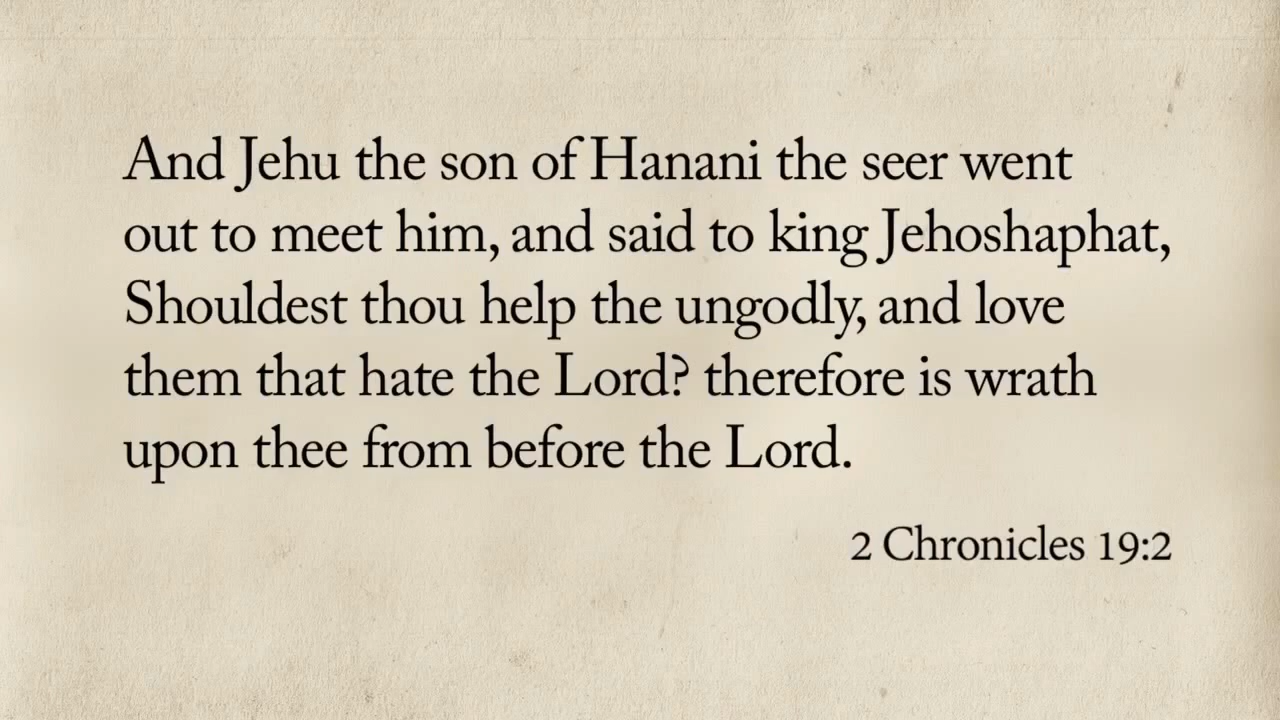 And Jehu the son of Hanani the seer went
out to meet him, and said to king Jehoshaphat,
Shouldest thou help the ungodly, and love
them that hate the Lord? therefore is wrath
upon thee from before the Lord.
2 Chronicles 19:2